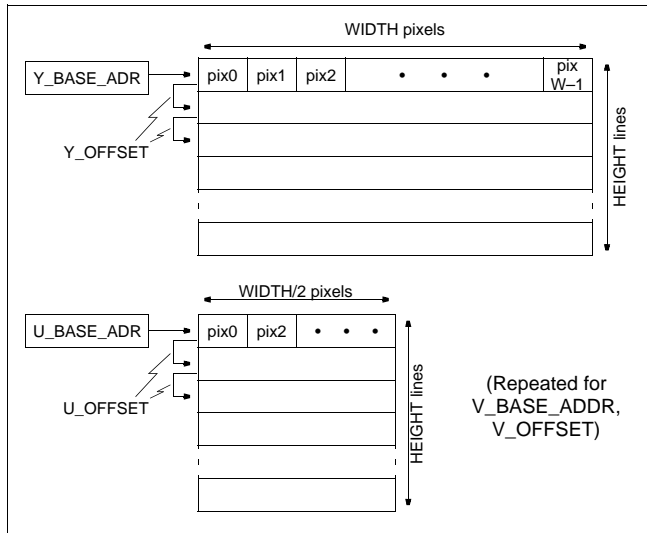 WIDTH pixels
Y_BASE_ADR
pix0 pix1 pix2 • • • pix
W–1
Y_OFFSET
HEIGHT lines
WIDTH/2 pixels
U_BASE_ADR
pix0 pix2 • • •
U_OFFSET
HEIGHT lines
(Repeated for
V_BASE_ADDR,
V_OFFSET)